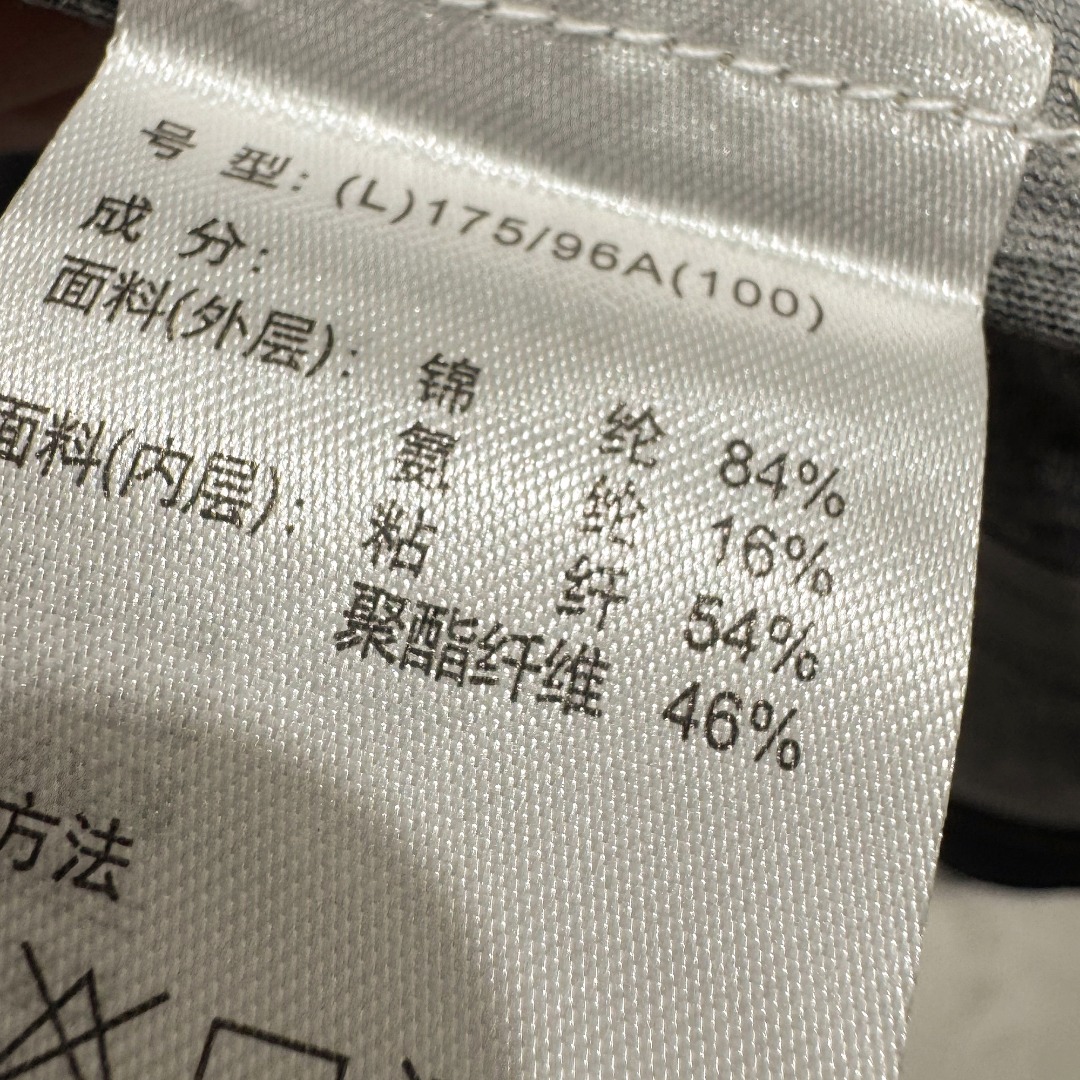 号 型: (L)175/96A(100)
成 分:
面料(外层): 锦 纶 84%
氨 纶 16%
面料(内层): 粘 纤 54%
聚酯纤维 46%
方法